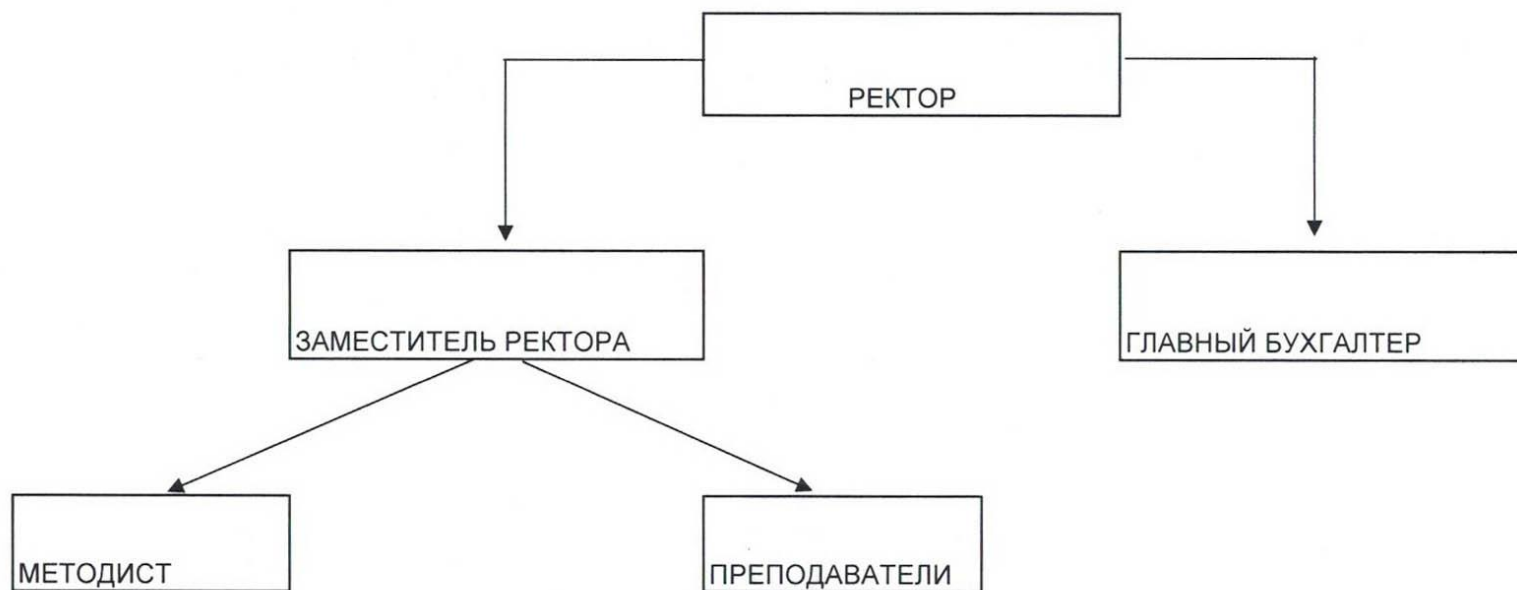 РЕКТОР
ЗАМЕСТИТЕЛЬ РЕКТОРА
ГЛАВНЫЙ БУХГАЛТЕР
МЕТОДИСТ
ПРЕПОДАВАТЕЛИ